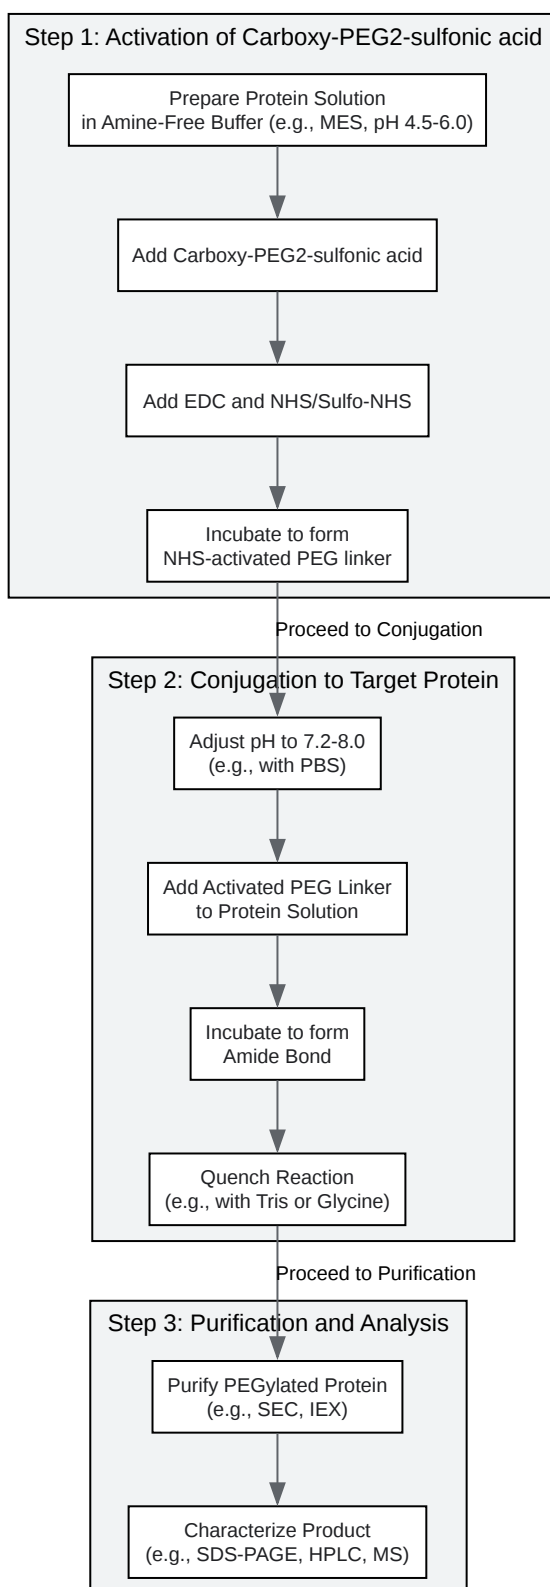 Step 1: Activation of Carboxy-PEG2-sulfonic acid
Prepare Protein Solution
in Amine-Free Buffer (e.g., MES, pH 4.5-6.0)
Add Carboxy-PEG2-sulfonic acid
Add EDC and NHS/Sulfo-NHS
Incubate to form
NHS-activated PEG linker
Proceed to Conjugation
Step 2: Conjugation to Target Protein
Adjust pH to 7.2-8.0
(e.g., with PBS)
Add Activated PEG Linker
to Protein Solution
Incubate to form
Amide Bond
Quench Reaction
(e.g., with Tris or Glycine)
Proceed to Purification
Step 3: Purification and Analysis
Purify PEGylated Protein
(e.g., SEC, IEX)
Characterize Product
(e.g., SDS-PAGE, HPLC, MS)